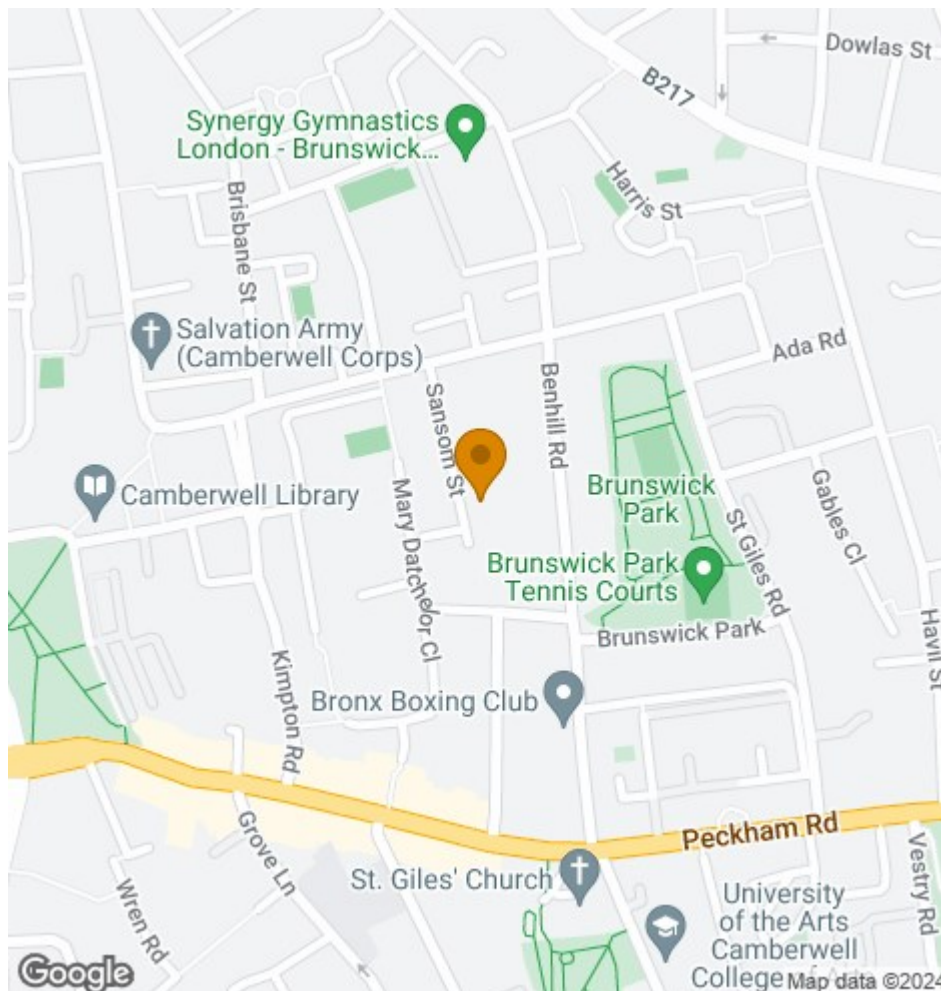 Dowlas St
B217
Synergy Gymnastics
London - Brunswick...
Harris St
Brisbane St
Salvation Army
(Camberwell Corps)
Ada Rd
Benhill Rd
Sansom St
Camberwell Library
Brunswick
Park
Mary Datchelor Cl
Gables Cl
St Giles Rd
Brunswick Park
Tennis Courts
Brunswick Park
Havil St
Kimpton Rd
Bronx Boxing Club
Peckham Rd
Grove Ln
St. Giles' Church
Vestry Rd
Wren Rd
University
of the Arts
Camberwell
College of Arts
Google
Map data ©2024